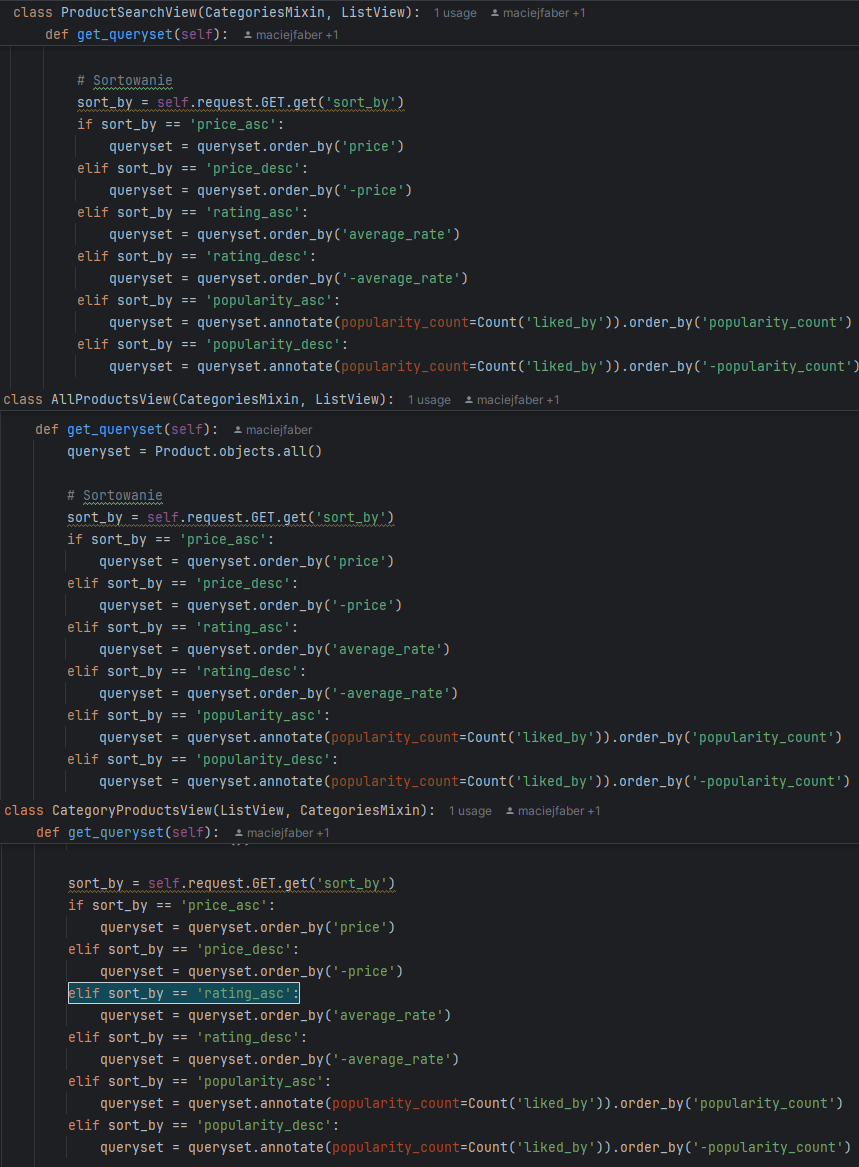 class ProductSearchView(CategoriesMixin, ListView): 1 usage maciejfaber +1
def get_queryset(self): maciejfaber +1
# Sortowanie
sort_by = self.request.GET.get('sort_by')
if sort_by == 'price_asc':
queryset = queryset.order_by('price')
elif sort_by == 'price_desc':
queryset = queryset.order_by('-price')
elif sort_by == 'rating_asc':
queryset = queryset.order_by('average_rate')
elif sort_by == 'rating_desc':
queryset = queryset.order_by('-average_rate')
elif sort_by == 'popularity_asc':
queryset = queryset.annotate(popularity_count=Count('liked_by')).order_by('popularity_count')
elif sort_by == 'popularity_desc':
queryset = queryset.annotate(popularity_count=Count('liked_by')).order_by('-popularity_count')
class AllProductsView(CategoriesMixin, ListView): 1 usage maciejfaber +1
def get_queryset(self): maciejfaber
queryset = Product.objects.all()
# Sortowanie
sort_by = self.request.GET.get('sort_by')
if sort_by == 'price_asc':
queryset = queryset.order_by('price')
elif sort_by == 'price_desc':
queryset = queryset.order_by('-price')
elif sort_by == 'rating_asc':
queryset = queryset.order_by('average_rate')
elif sort_by == 'rating_desc':
queryset = queryset.order_by('-average_rate')
elif sort_by == 'popularity_asc':
queryset = queryset.annotate(popularity_count=Count('liked_by')).order_by('popularity_count')
elif sort_by == 'popularity_desc':
queryset = queryset.annotate(popularity_count=Count('liked_by')).order_by('-popularity_count')
class CategoryProductsView(ListView, CategoriesMixin): 1 usage maciejfaber +1
def get_queryset(self): maciejfaber +1
sort_by = self.request.GET.get('sort_by')
if sort_by == 'price_asc':
queryset = queryset.order_by('price')
elif sort_by == 'price_desc':
queryset = queryset.order_by('-price')
elif sort_by == 'rating_asc':
queryset = queryset.order_by('average_rate')
elif sort_by == 'rating_desc':
queryset = queryset.order_by('-average_rate')
elif sort_by == 'popularity_asc':
queryset = queryset.annotate(popularity_count=Count('liked_by')).order_by('popularity_count')
elif sort_by == 'popularity_desc':
queryset = queryset.annotate(popularity_count=Count('liked_by')).order_by('-popularity_count')